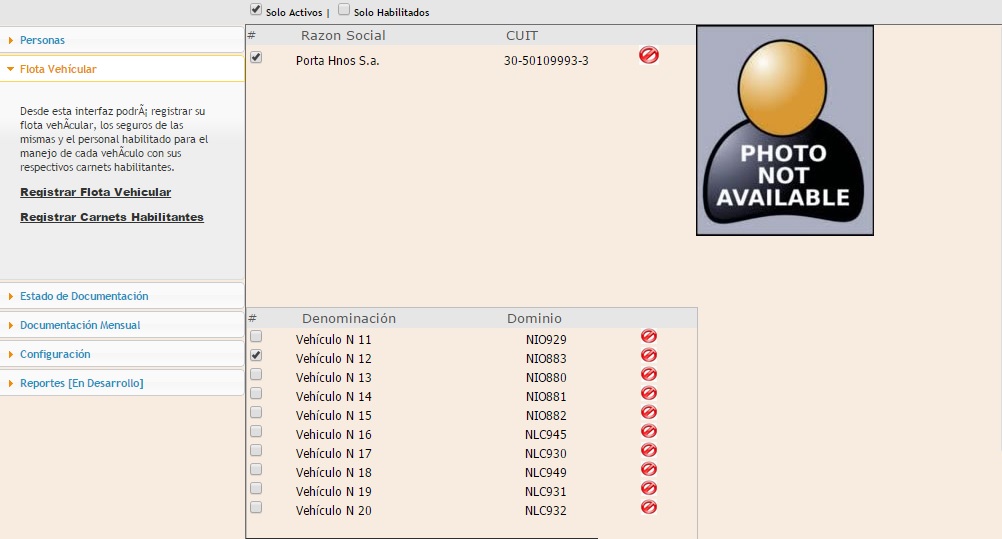 Solo Activos | Solo Habilitados
Personas
Flota Vehícular
Desde esta interfaz podrÃ¡ registrar su
flota vehÃcular, los seguros de las
mismas y el personal habilitado para el
manejo de cada vehÃculo con sus
respectivos carnets habilitantes.
Registrar Flota Vehicular
Registrar Carnets Habilitantes
Estado de Documentación
Documentación Mensual
Configuración
Reportes [En Desarrollo]
# Razon Social CUIT
Porta Hnos S.a. 30-50109993-3
PHOTO
NOT
AVAILABLE
# Denominación Dominio
Vehículo N 11 NIO929
Vehículo N 12 NIO883
Vehículo N 13 NIO880
Vehículo N 14 NIO881
Vehículo N 15 NIO882
Vehiculo N 16 NLC945
Vehículo N 17 NLC930
Vehículo N 18 NLC949
Vehículo N 19 NLC931
Vehículo N 20 NLC932